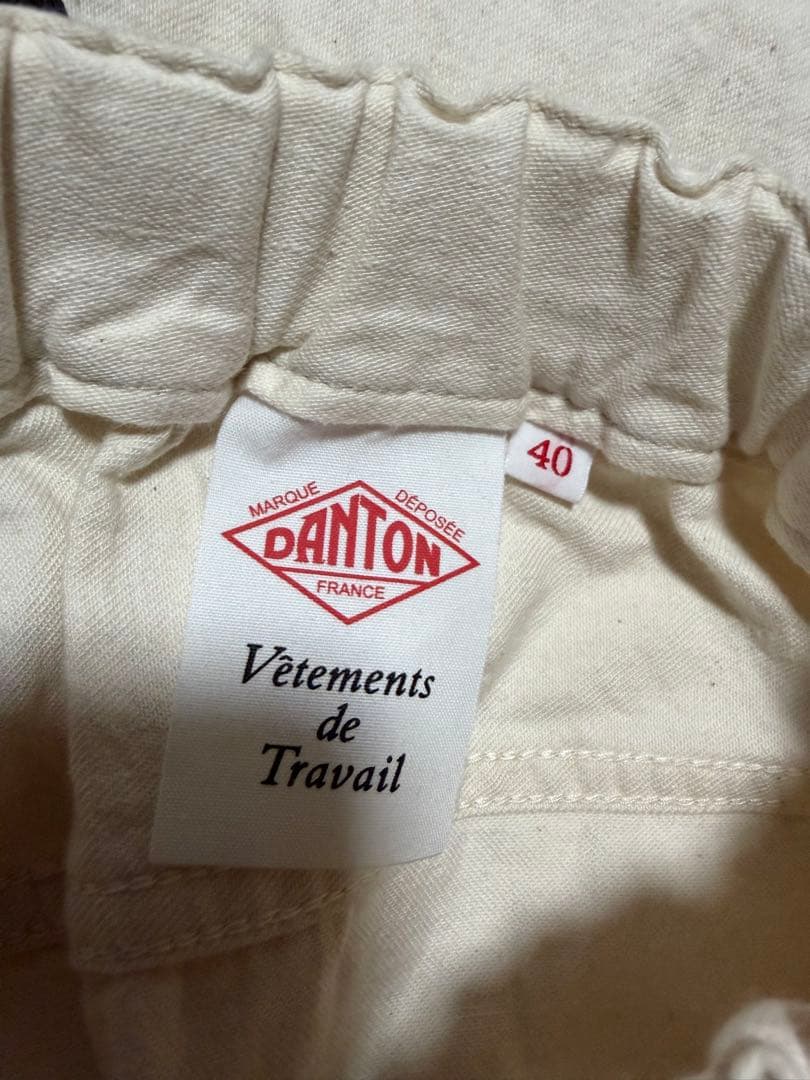 MARQUE DÉPOSÉE
DANTON
FRANCE
Vêtements
de
Travail
40